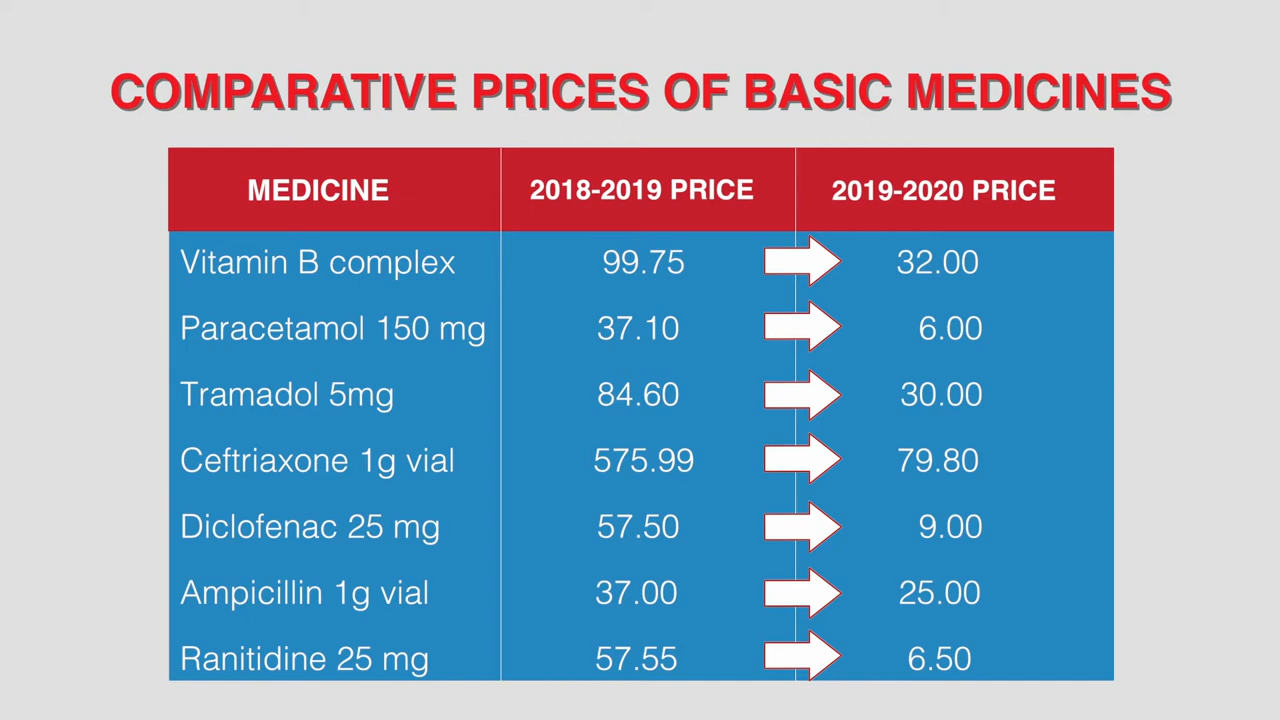 COMPARATIVE PRICES OF BASIC MEDICINES
MEDICINE 2018-2019 PRICE 2019-2020 PRICE
Vitamin B complex 99.75 32.00
Paracetamol 150 mg 37.10 6.00
Tramadol 5mg 84.60 30.00
Ceftriaxone 1g vial 575.99 79.80
Diclofenac 25 mg 57.50 9.00
Ampicillin 1g vial 37.00 25.00
Ranitidine 25 mg 57.55 6.50